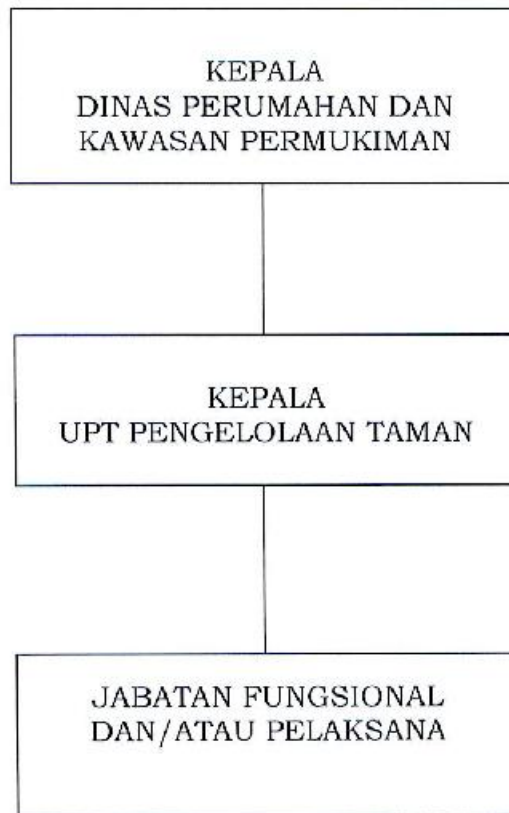 KEPALA
DINAS PERUMAHAN DAN
KAWASAN PERMUKIMAN
KEPALA
UPT PENGELOLAAN TAMAN
JABATAN FUNGSIONAL
DAN/ATAU PELAKSANA